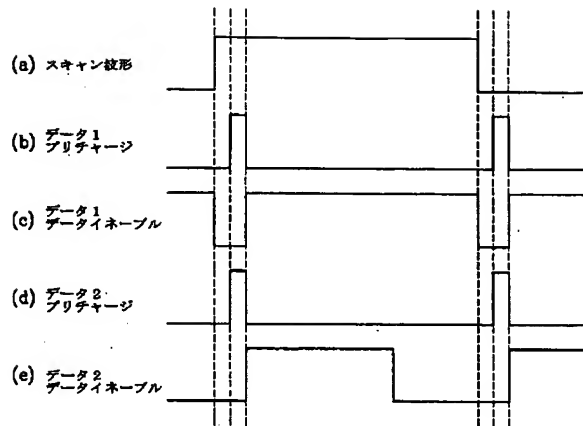 (a) スキャン波形
(b) データ1
プリチャージ
(c) データ1
データイネーブル
(d) データ2
プリチャージ
(e) データ2
データイネーブル